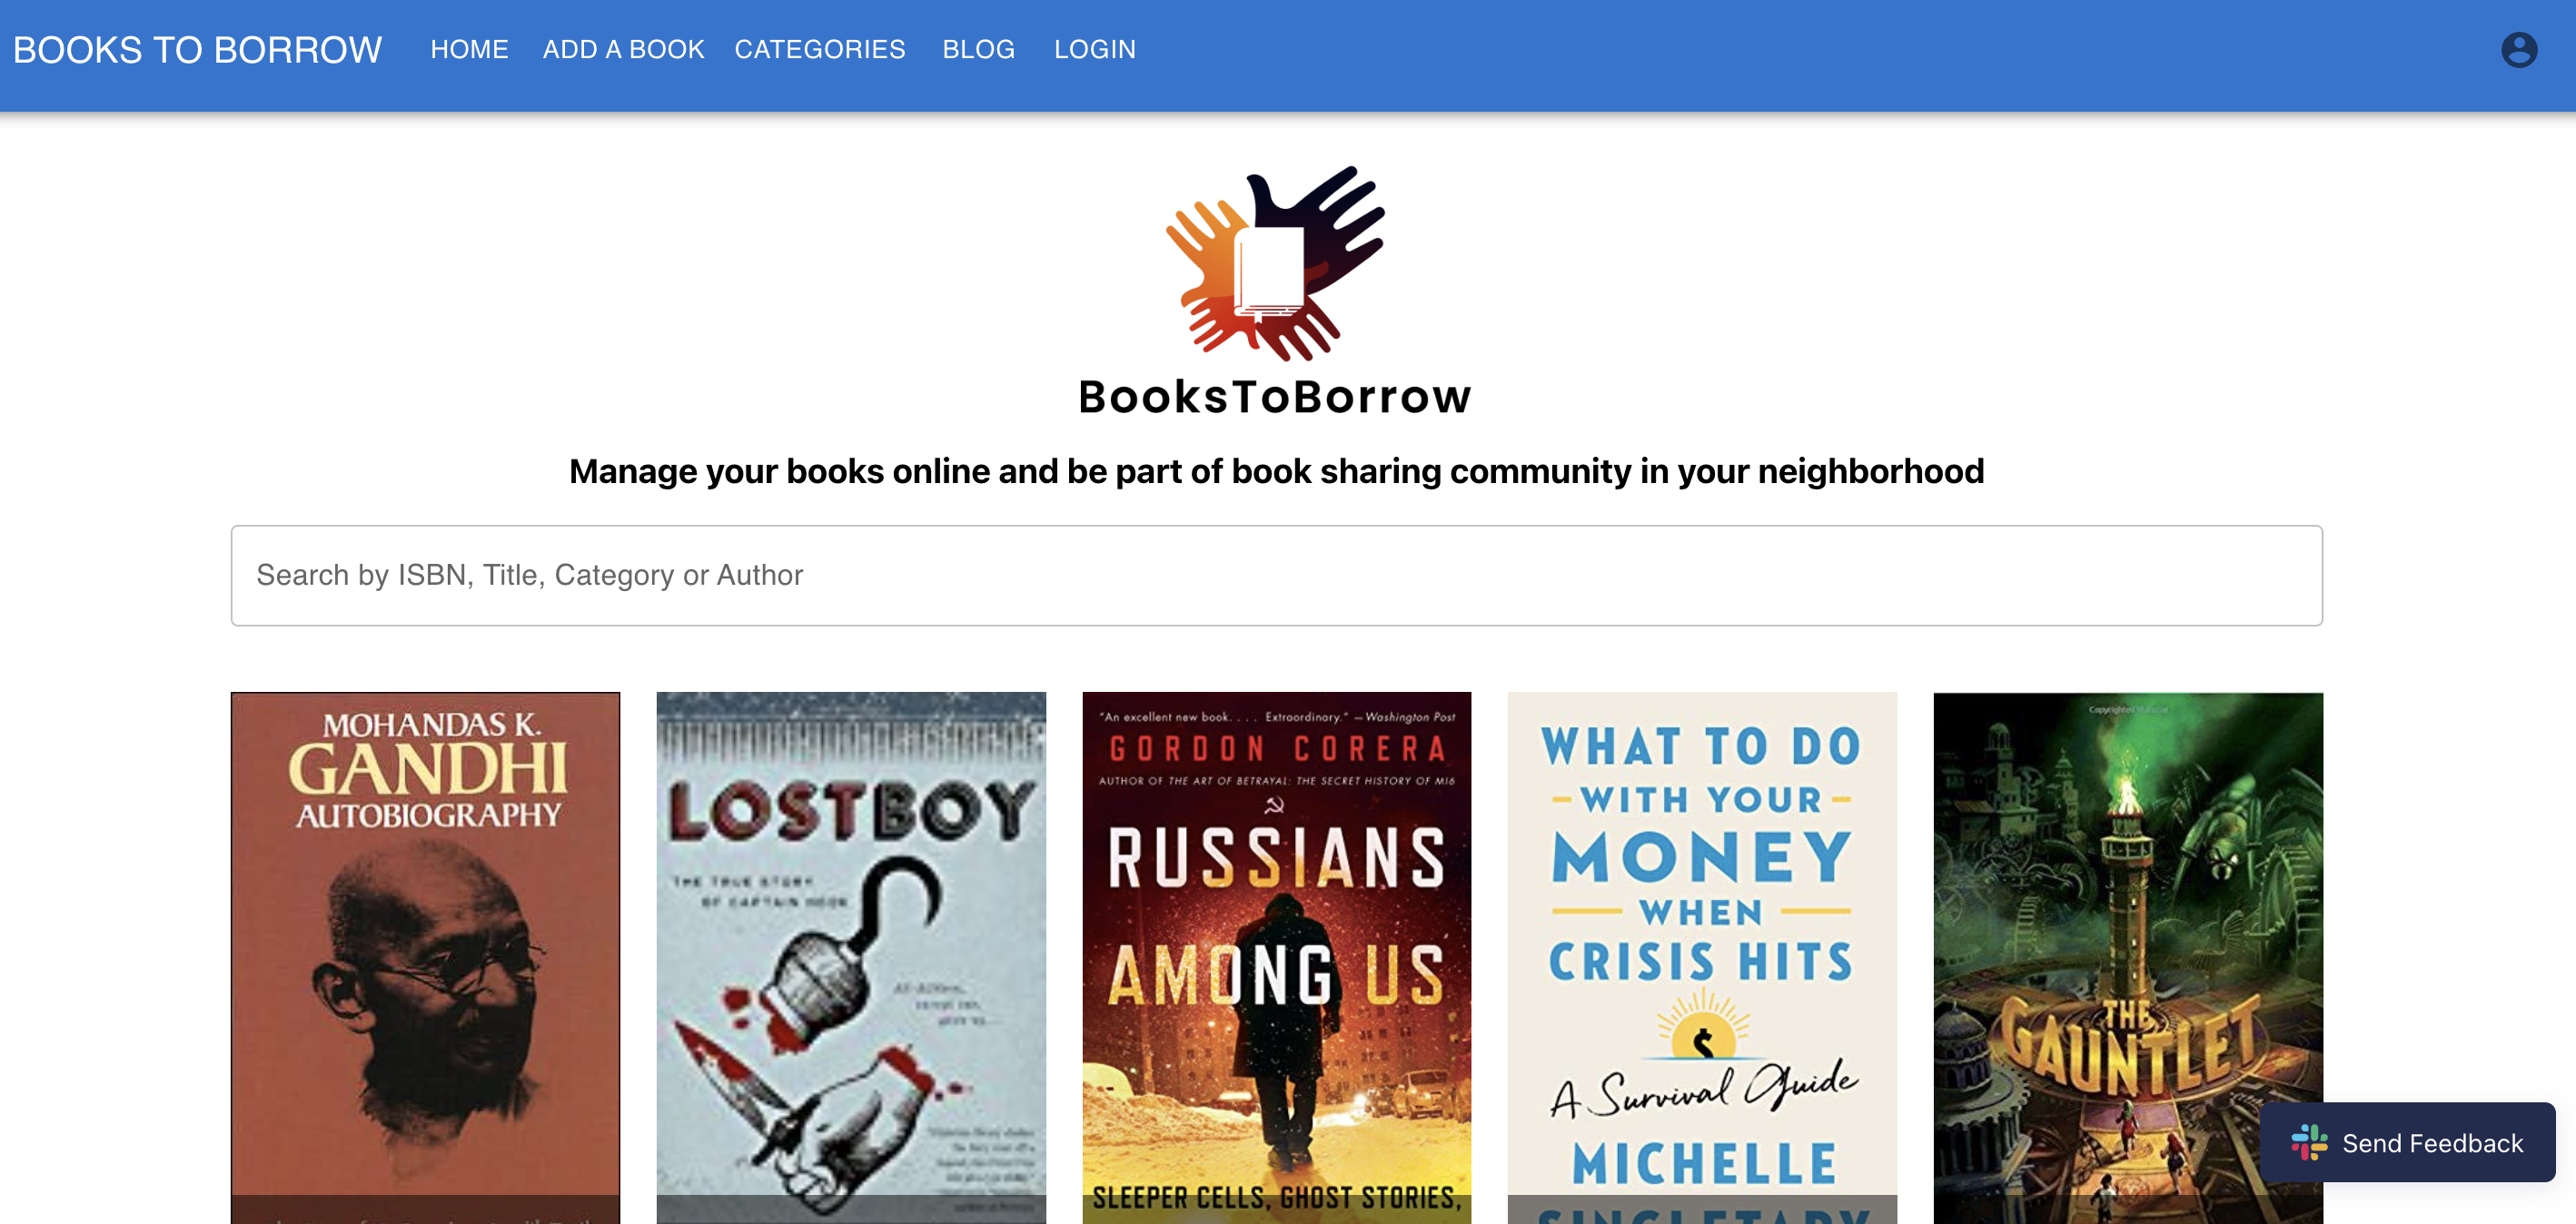 BOOKS TO BORROW
HOME
ADD A BOOK
CATEGORIES
BLOG
LOGIN
BooksToBorrow
Manage your books online and be part of book sharing community in your neighborhood
Search by ISBN, Title, Category or Author
MOHANDAS K.
GANDHI
AUTOBIOGRAPHY
LOSTBOY
THE TRUE STORY
OF CAPTAIN HOOK
"An excellent new book. . . . Extraordinary." —Washington Post
GORDON CORERA
AUTHOR OF THE ART OF BETRAYAL: THE SECRET HISTORY OF MI6
RUSSIANS
AMONG US
SLEEPER CELLS, GHOST STORIES,
WHAT TO DO
WITH YOUR
MONEY
WHEN
CRISIS HITS
$
A Survival Guide
MICHELLE
SINGLETARY
Copyrighted Material
THE
GAUNTLET
Send Feedback